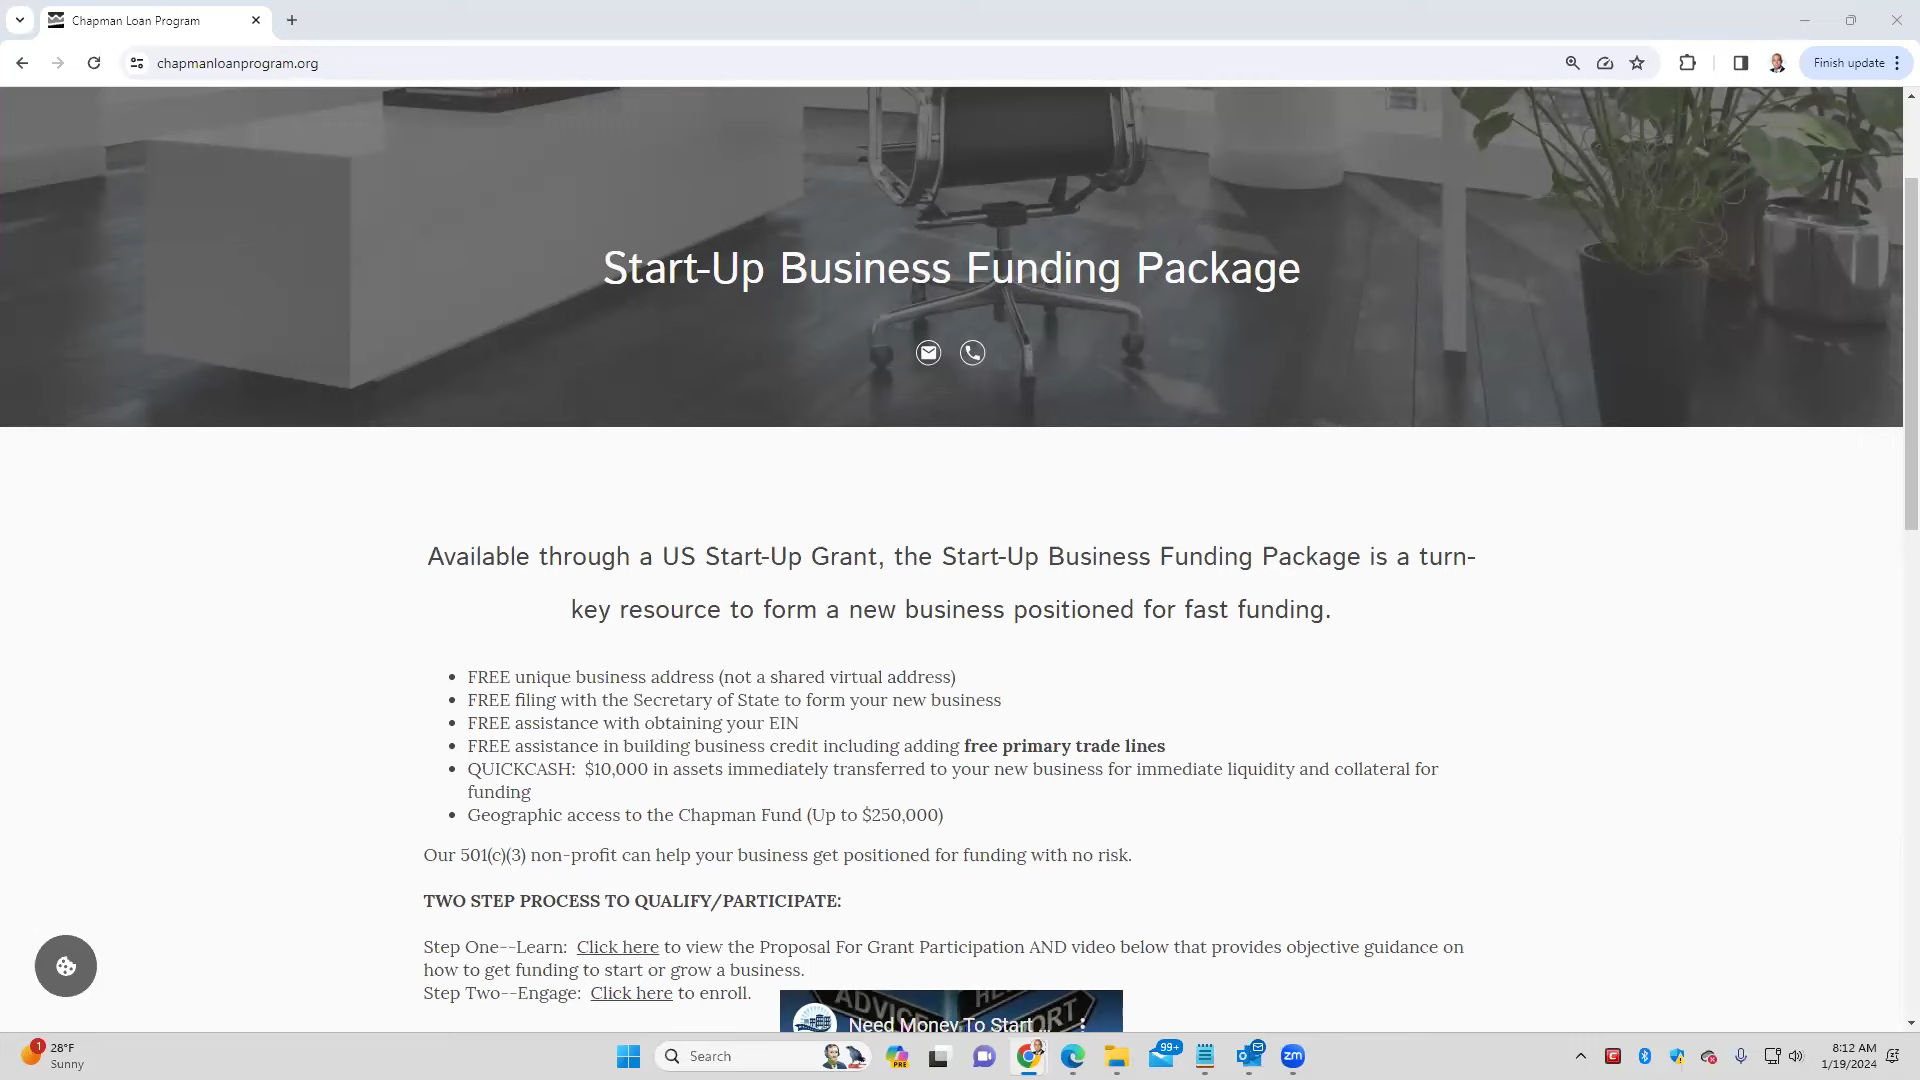 Chapman Loan Program
chapmanloanprogram.org
Finish update
Start-Up Business Funding Package
Available through a US Start-Up Grant, the Start-Up Business Funding Package is a turn-
key resource to form a new business positioned for fast funding.
FREE unique business address (not a shared virtual address)
FREE filing with the Secretary of State to form your new business
FREE assistance with obtaining your EIN
FREE assistance in building business credit including adding free primary trade lines
QUICKCASH: $10,000 in assets immediately transferred to your new business for immediate liquidity and collateral for
funding
Geographic access to the Chapman Fund (Up to $250,000)
Our 501(c)(3) non-profit can help your business get positioned for funding with no risk.
TWO STEP PROCESS TO QUALIFY/PARTICIPATE:
Step One--Learn: Click here to view the Proposal For Grant Participation AND video below that provides objective guidance on
how to get funding to start or grow a business.
Step Two--Engage: Click here to enroll.
ADVICE
Need Money To Start ...
1
28°F
Sunny
Search
PRE
99+
zm
8:12 AM
1/19/2024